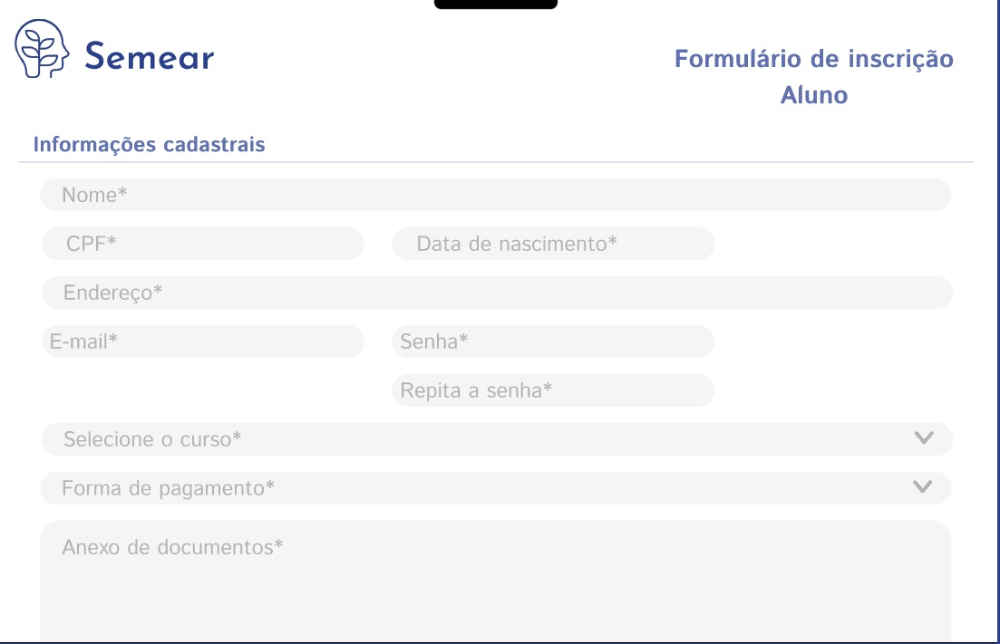 Semear
Formulário de inscrição
Aluno
Informações cadastrais
Nome*
CPF* Data de nascimento*
Endereço*
E-mail* Senha*
Repita a senha*
Selecione o curso*
Forma de pagamento*
Anexo de documentos*